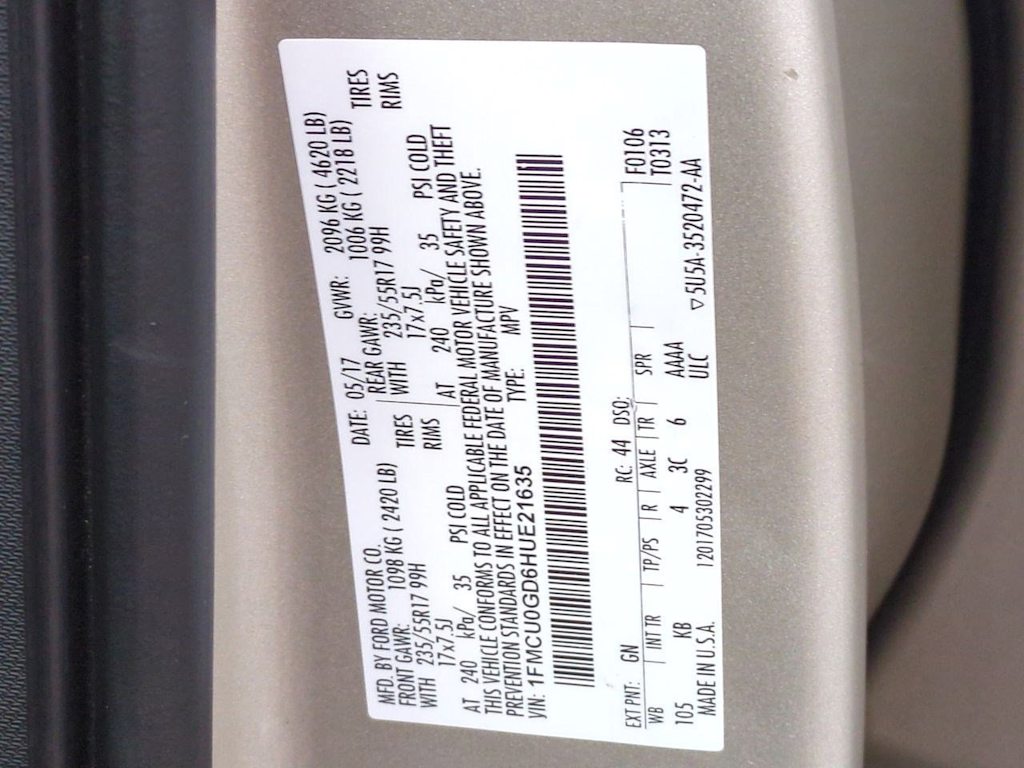 MFD. BY FORD MOTOR CO. DATE: 05/17 GVWR: 2096 KG ( 4620 LB)
FRONT GAWR: 1098 KG ( 2420 LB) REAR GAWR: 1006 KG ( 2218 LB)
WITH 235/55R17 99H TIRES WITH 235/55R17 99H TIRES
17x7.5J RIMS 17x7.5J RIMS
AT 240 kPa/ 35 PSI COLD AT 240 kPa/ 35 PSI COLD
THIS VEHICLE CONFORMS TO ALL APPLICABLE FEDERAL MOTOR VEHICLE SAFETY AND THEFT
PREVENTION STANDARDS IN EFFECT ON THE DATE OF MANUFACTURE SHOWN ABOVE.
VIN: 1FMCU0GD6HUE21635 TYPE: MPV
EXT PNT: GN RC: 44 DSO: F0106
WB INT TR TP/PS R AXLE TR SPR T0313
105 KB 4 3C 6 AAAA
ULC
MADE IN U.S.A. 1201705302299 ▽5U5A-3520472-AA